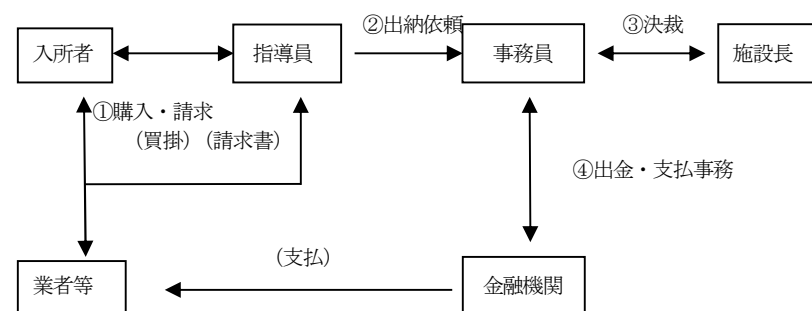 ②出納依頼
③決裁
入所者
指導員
事務員
施設長
①購入・請求
(買掛)(請求書)
④出金・支払事務
(支払)
業者等
金融機関